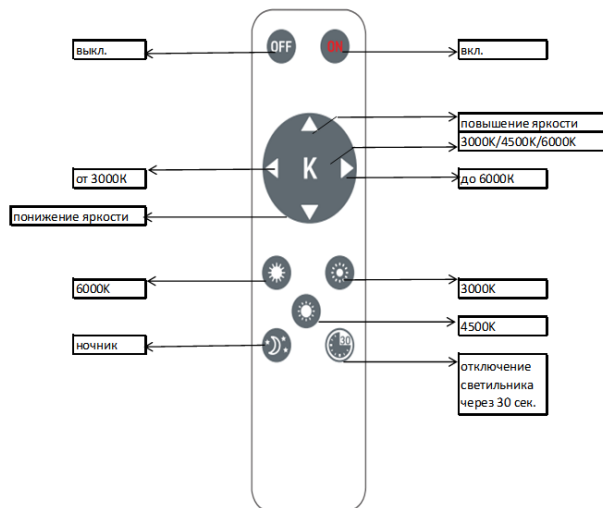 OFF
ON
выкл.
вкл.
повышение яркости
3000К/4500К/6000К
K
от 3000К
до 6000К
понижение яркости
6000К
3000К
4500К
ночник
30
отключение
светильника
через 30 сек.